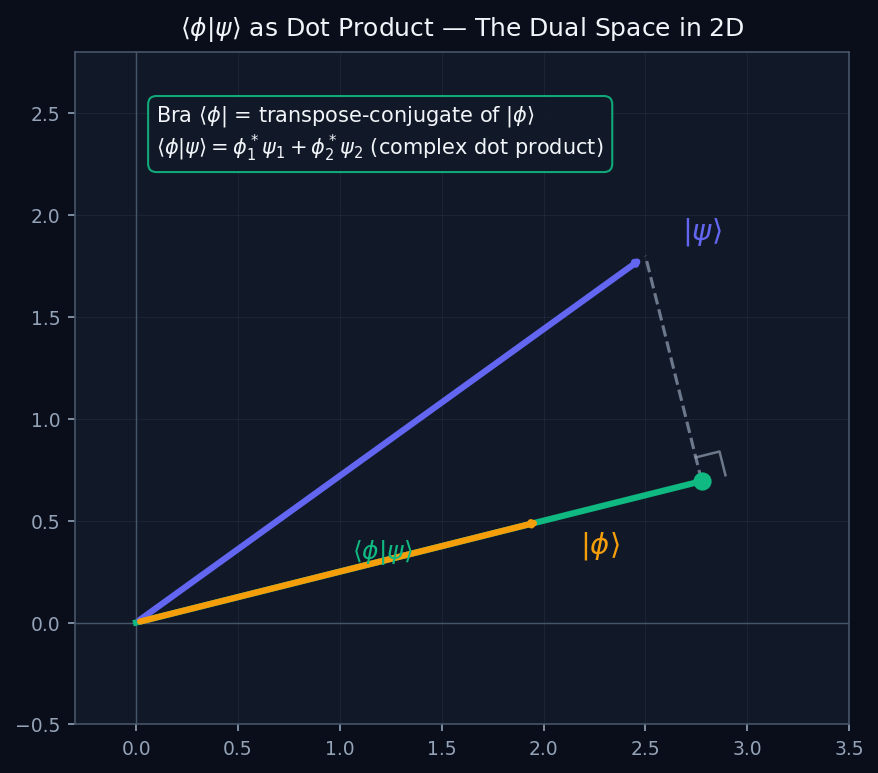 ⟨ϕ|ψ⟩ as Dot Product — The Dual Space in 2D
Bra ⟨ϕ| = transpose-conjugate of |ϕ⟩
⟨ϕ|ψ⟩ = ϕ₁*ψ₁ + ϕ₂*ψ₂ (complex dot product)
2.5
2.0
|ψ⟩
1.5
1.0
0.5
⟨ϕ|ψ⟩
|ϕ⟩
0.0
−0.5
0.0 0.5 1.0 1.5 2.0 2.5 3.0 3.5